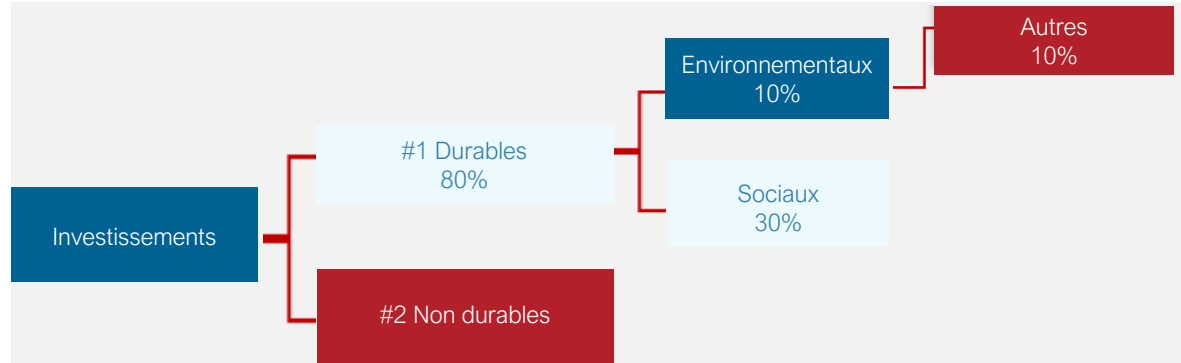 Autres
10%
Environnementaux
10%
#1 Durables
80%
Sociaux
30%
Investissements
#2 Non durables